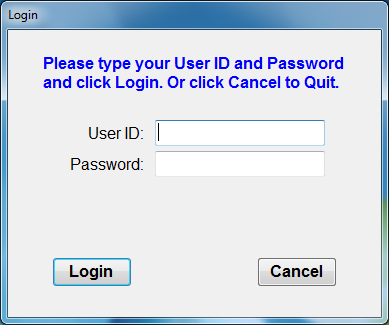 Login
Please type your User ID and Password
and click Login. Or click Cancel to Quit.
User ID:
Password:
Login Cancel